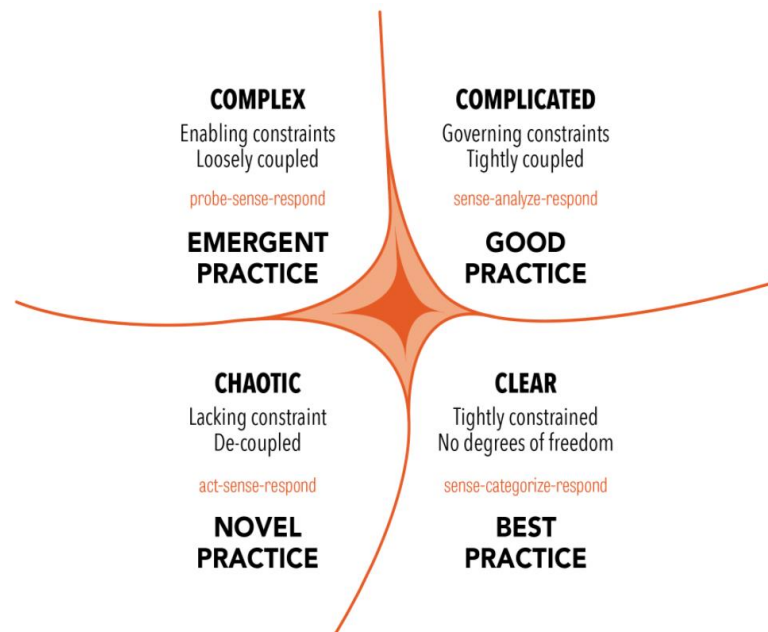 COMPLEX
Enabling constraints
Loosely coupled
probe-sense-respond
EMERGENT
PRACTICE
COMPLICATED
Governing constraints
Tightly coupled
sense-analyze-respond
GOOD
PRACTICE
CHAOTIC
Lacking constraint
De-coupled
act-sense-respond
NOVEL
PRACTICE
CLEAR
Tightly constrained
No degrees of freedom
sense-categorize-respond
BEST
PRACTICE